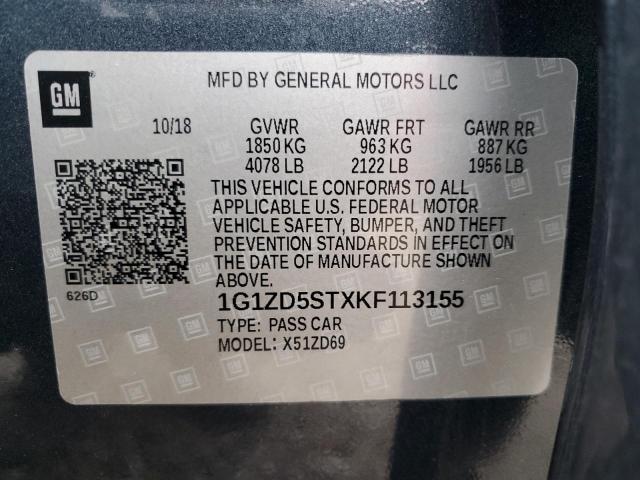 GM
MFD BY GENERAL MOTORS LLC
10/18 GVWR GAWR FRT GAWR RR
1850 KG 963 KG 887 KG
4078 LB 2122 LB 1956 LB
THIS VEHICLE CONFORMS TO ALL
APPLICABLE U.S. FEDERAL MOTOR
VEHICLE SAFETY, BUMPER, AND THEFT
PREVENTION STANDARDS IN EFFECT ON
THE DATE OF MANUFACTURE SHOWN
ABOVE.
626D
1G1ZD5STXKF113155
TYPE: PASS CAR
MODEL: X51ZD69